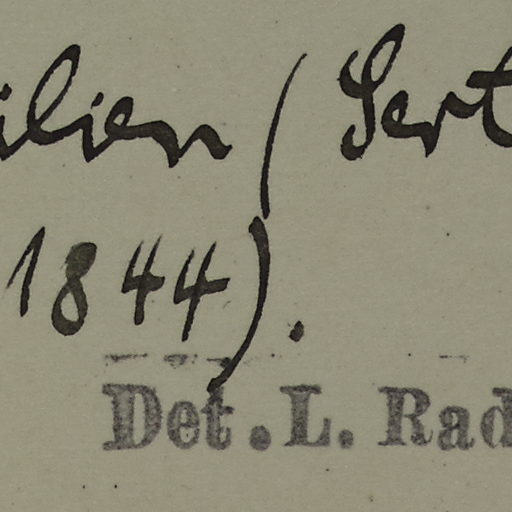 ilien (Sert
1844).
Det. L. Rad